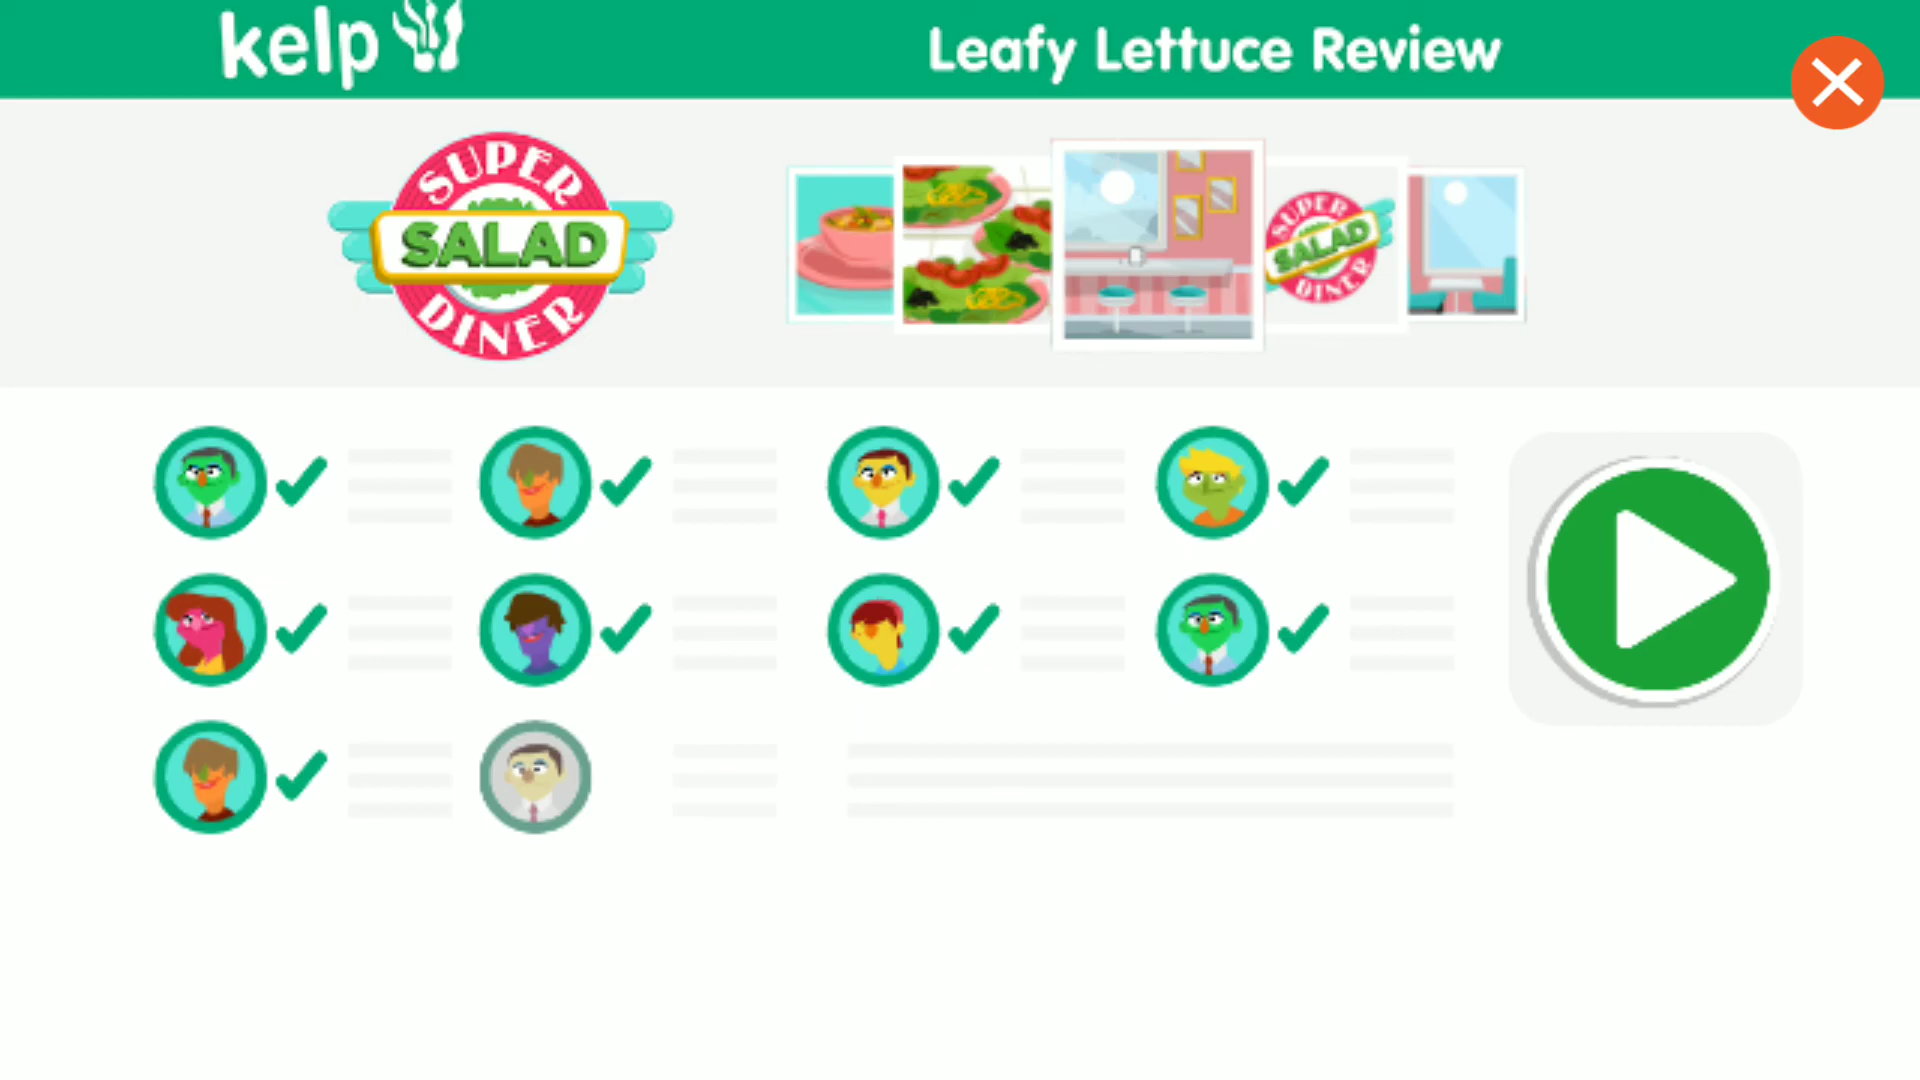 kelp
Leafy Lettuce Review
SUPER
SALAD
DINER
SUPER
SALAD
DINER